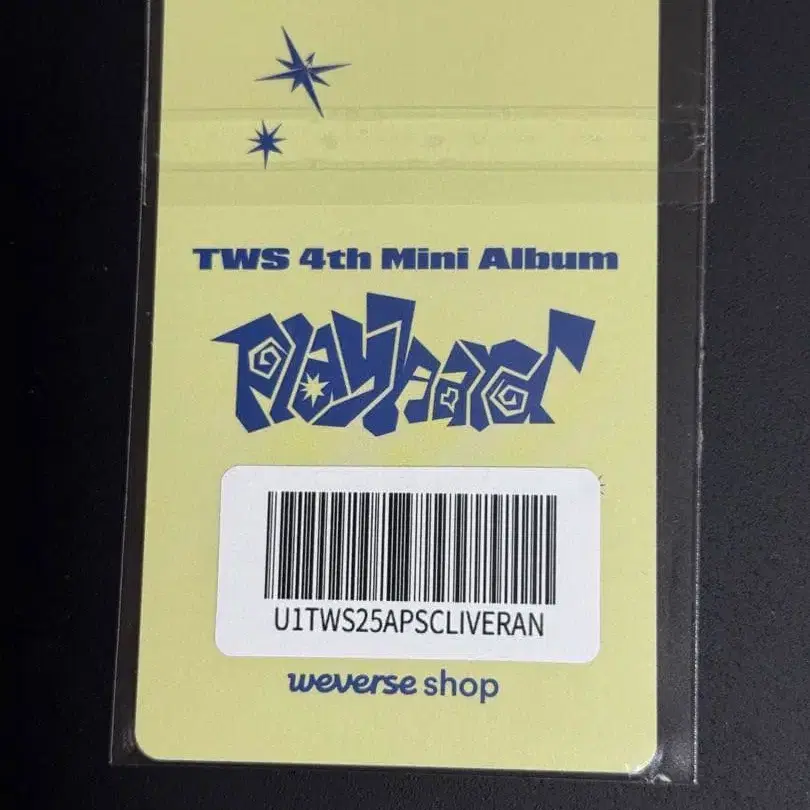 TWS 4th Mini Album
play hard
U1TWS25APSCLIVERAN
weverse shop